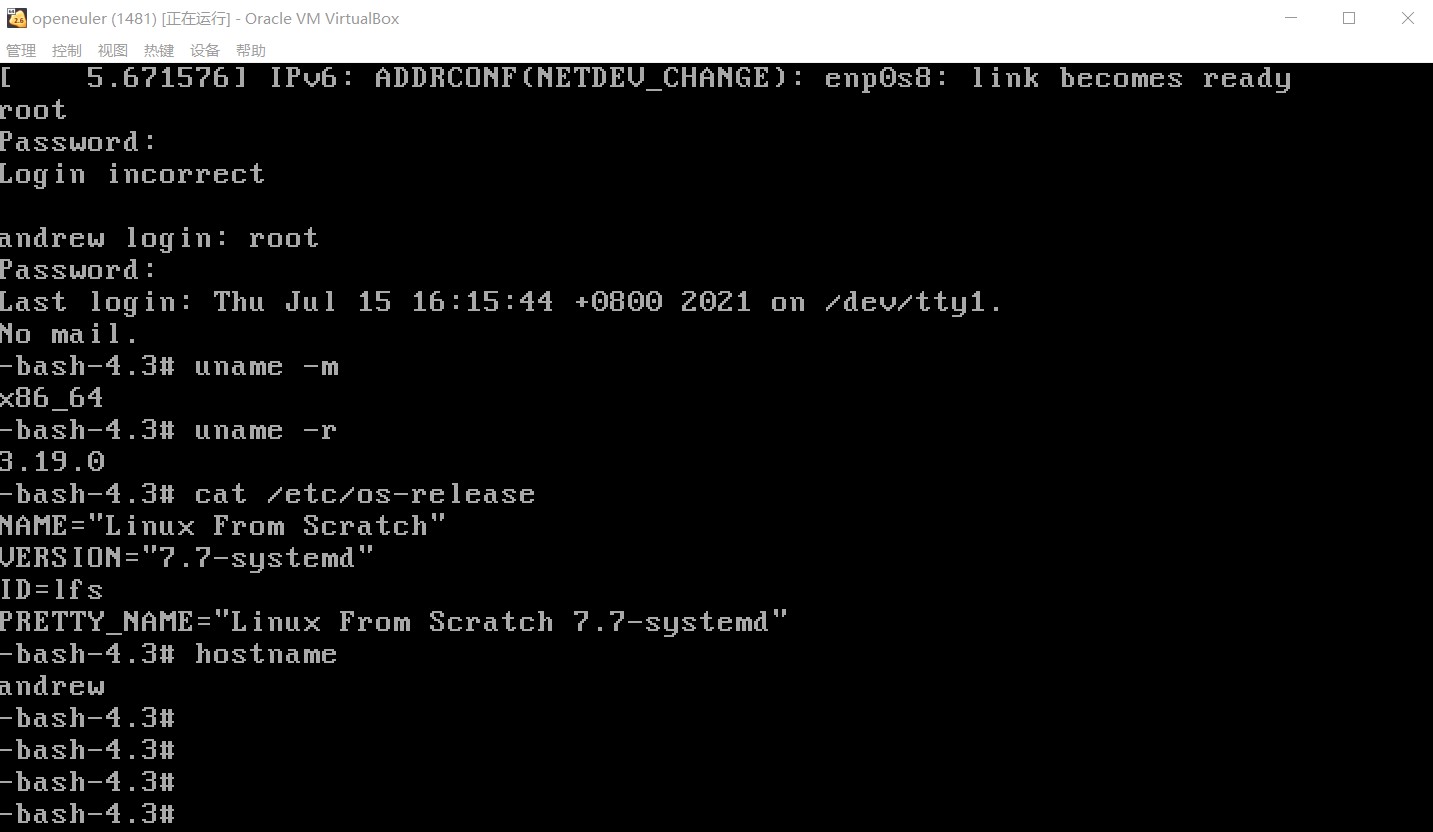 openeuler (1481) [正在运行] - Oracle VM VirtualBox
管理 控制 视图 热键 设备 帮助
[    5.671576] IPv6: ADDRCONF(NETDEV_CHANGE): enp0s8: link becomes ready
root
Password:
Login incorrect
andrew login: root
Password:
Last login: Thu Jul 15 16:15:44 +0800 2021 on /dev/tty1.
No mail.
-bash-4.3# uname -m
x86_64
-bash-4.3# uname -r
3.19.0
-bash-4.3# cat /etc/os-release
NAME="Linux From Scratch"
VERSION="7.7-systemd"
ID=lfs
PRETTY_NAME="Linux From Scratch 7.7-systemd"
-bash-4.3# hostname
andrew
-bash-4.3#
-bash-4.3#
-bash-4.3#
-bash-4.3#